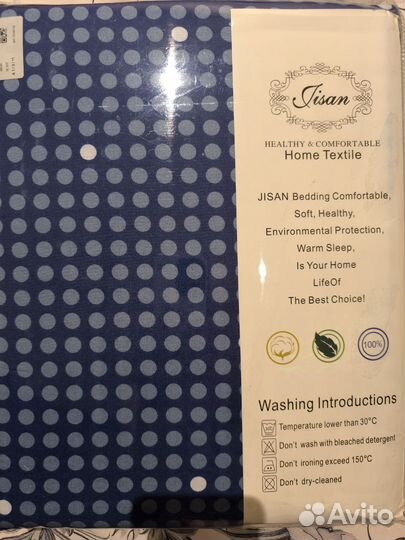 Jisan
HEALTHY & COMFORTABLE
Home Textile
JISAN Bedding Comfortable,
Soft, Healthy,
Environmental Protection,
Warm Sleep,
Is Your Home
LifeOf
The Best Choice!
100%
Washing Introductions
Temperature lower than 30°C
Don't wash with bleached detergent
Don't ironing exceed 150°C
Don't dry-cleaned
Avito